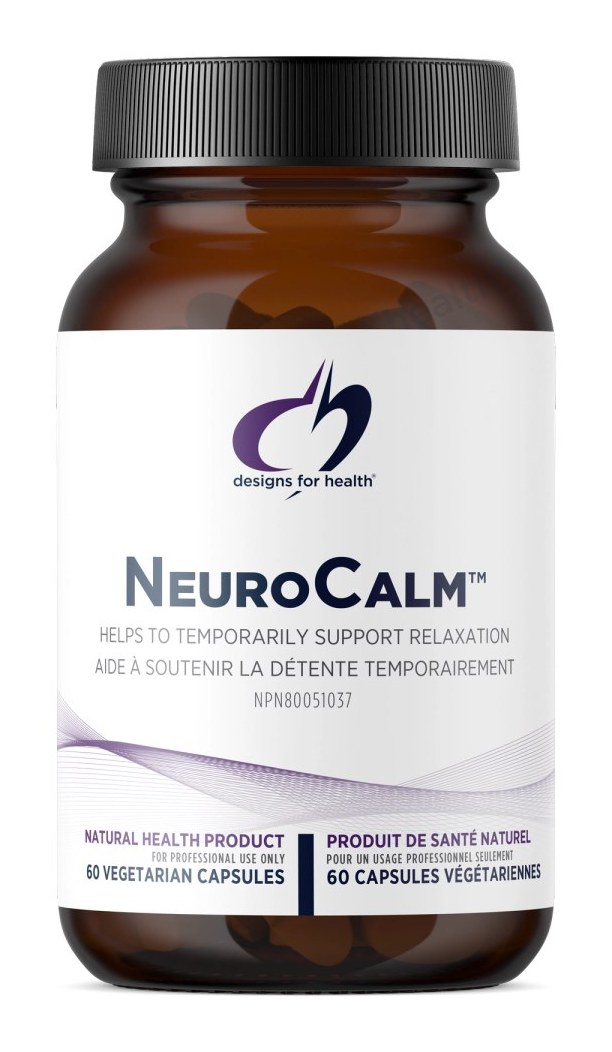 designs for health®
NEUROCALM™
HELPS TO TEMPORARILY SUPPORT RELAXATION
AIDE À SOUTENIR LA DÉTENTE TEMPORAIREMENT
NPN80051037
NATURAL HEALTH PRODUCT
FOR PROFESSIONAL USE ONLY
60 VEGETARIAN CAPSULES
PRODUIT DE SANTÉ NATUREL
POUR UN USAGE PROFESSIONNEL SEULEMENT
60 CAPSULES VÉGÉTARIENNES